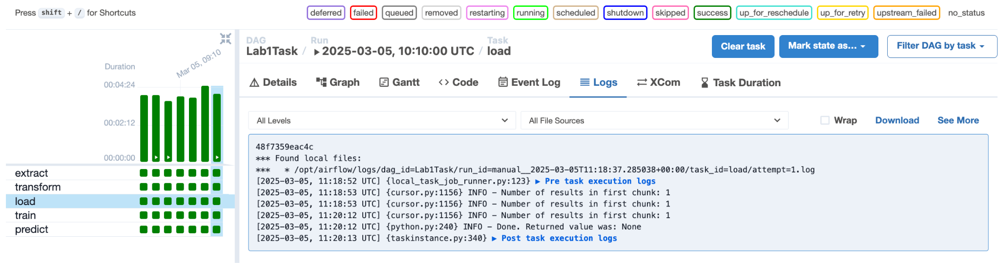 Press shift + / for Shortcuts
deferred failed queued removed restarting running scheduled shutdown skipped success up_for_reschedule up_for_retry upstream_failed no_status
DAG Run Task
Lab1Task / ▶ 2025-03-05, 10:10:00 UTC / load
Clear task Mark state as... Filter DAG by task
Mar 05, 09:10
Duration
00:04:24
00:02:12
00:00:00
extract
transform
load
train
predict
Details Graph Gantt Code Event Log Logs XCom Task Duration
All Levels All File Sources Wrap Download See More
48f7359eac4c
*** Found local files:
***   * /opt/airflow/logs/dag_id=Lab1Task/run_id=manual__2025-03-05T11:18:37.285038+00:00/task_id=load/attempt=1.log
[2025-03-05, 11:18:52 UTC] {local_task_job_runner.py:123} ▶ Pre task execution logs
[2025-03-05, 11:18:53 UTC] {cursor.py:1156} INFO - Number of results in first chunk: 1
[2025-03-05, 11:18:53 UTC] {cursor.py:1156} INFO - Number of results in first chunk: 1
[2025-03-05, 11:20:12 UTC] {cursor.py:1156} INFO - Number of results in first chunk: 1
[2025-03-05, 11:20:12 UTC] {python.py:240} INFO - Done. Returned value was: None
[2025-03-05, 11:20:13 UTC] {taskinstance.py:340} ▶ Post task execution logs